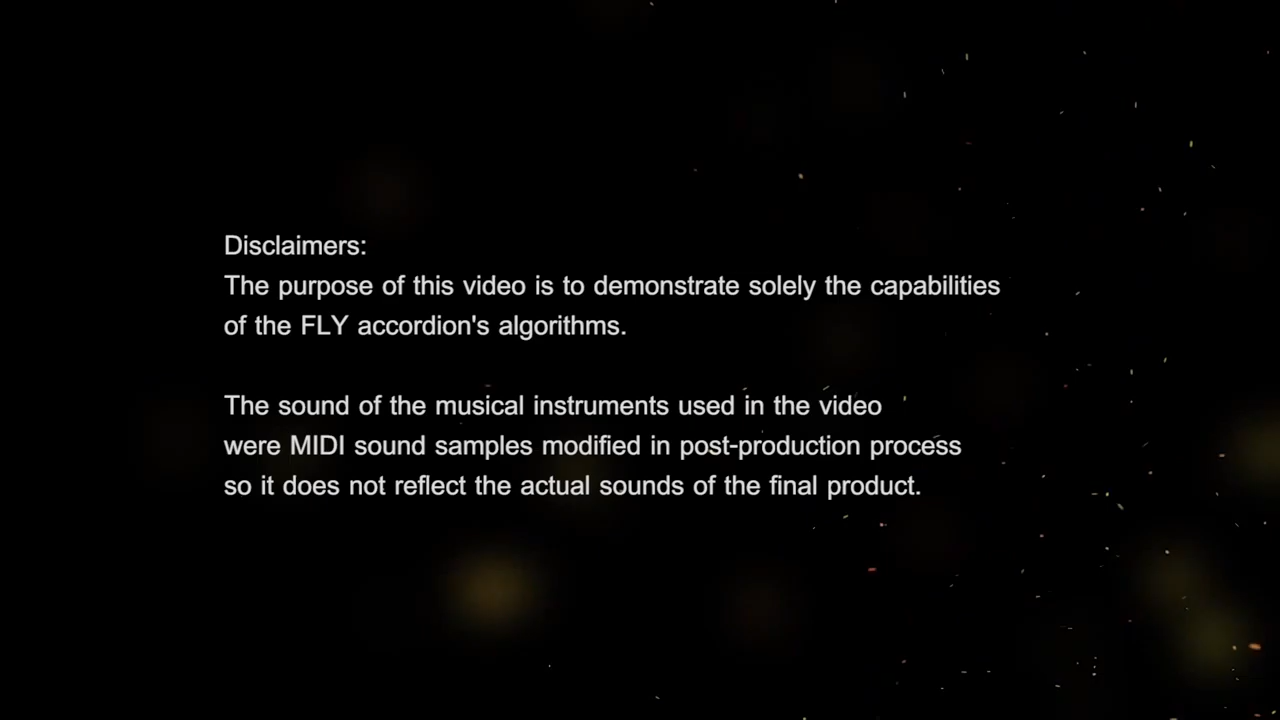 Disclaimers:
The purpose of this video is to demonstrate solely the capabilities
of the FLY accordion's algorithms.
The sound of the musical instruments used in the video
were MIDI sound samples modified in post-production process
so it does not reflect the actual sounds of the final product.